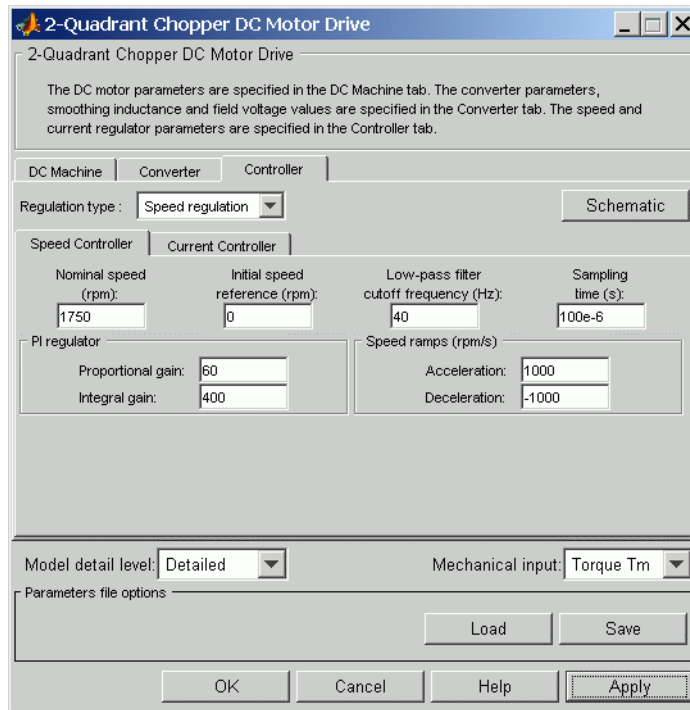 2-Quadrant Chopper DC Motor Drive
2-Quadrant Chopper DC Motor Drive
The DC motor parameters are specified in the DC Machine tab. The converter parameters,
smoothing inductance and field voltage values are specified in the Converter tab. The speed and
current regulator parameters are specified in the Controller tab.
DC Machine Converter Controller
Regulation type : Speed regulation Schematic
Speed Controller Current Controller
Nominal speed Initial speed Low-pass filter Sampling
(rpm): reference (rpm): cutoff frequency (Hz): time (s):
1750 0 40 100e-6
PI regulator Speed ramps (rpm/s)
Proportional gain: 60 Acceleration: 1000
Integral gain: 400 Deceleration: -1000
Model detail level: Detailed Mechanical input: Torque Tm
Parameters file options
Load Save
OK Cancel Help Apply